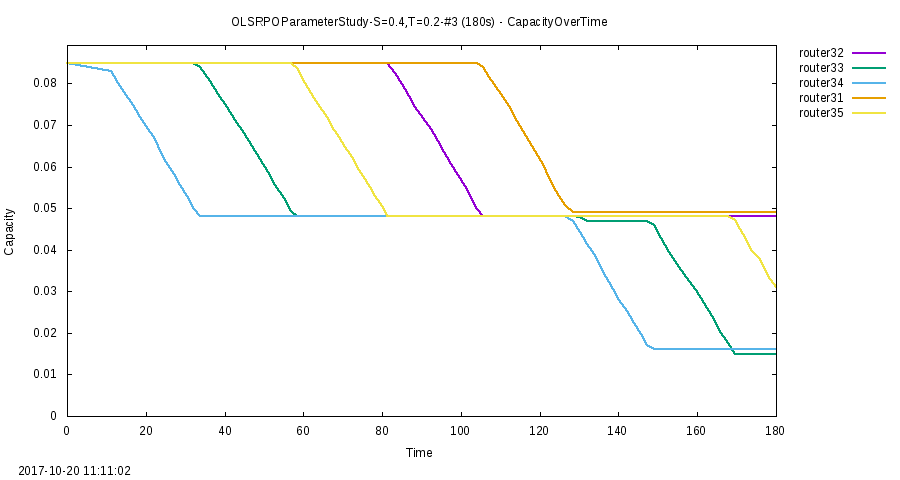 OLSRPOParameterStudy-S=0.4,T=0.2-#3 (180s) - CapacityOverTime
router32
router33
router34
router31
router35
0.08
0.07
0.06
0.05
0.04
0.03
0.02
0.01
0
Capacity
0 20 40 60 80 100 120 140 160 180
Time
2017-10-20 11:11:02